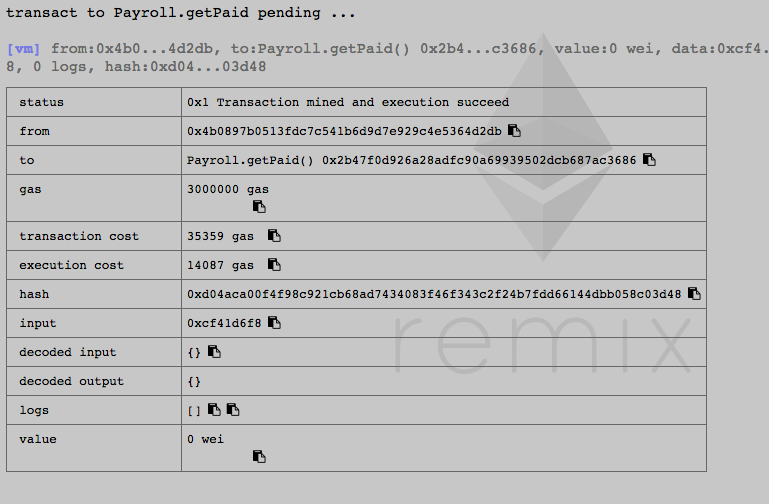 transact to Payroll.getPaid pending ...
[vm] from:0x4b0...4d2db, to:Payroll.getPaid() 0x2b4...c3686, value:0 wei, data:0xcf4.
8, 0 logs, hash:0xd04...03d48
status 0x1 Transaction mined and execution succeed
from 0x4b0897b0513fdc7c541b6d9d7e929c4e5364d2db
to Payroll.getPaid() 0x2b47f0d926a28adfc90a69939502dcb687ac3686
gas 3000000 gas
transaction cost 35359 gas
execution cost 14087 gas
hash 0xd04aca00f4f98c921cb68ad7434083f46f343c2f24b7fdd66144dbb058c03d48
input 0xcf41d6f8
decoded input {}
decoded output {}
logs []
value 0 wei
remix